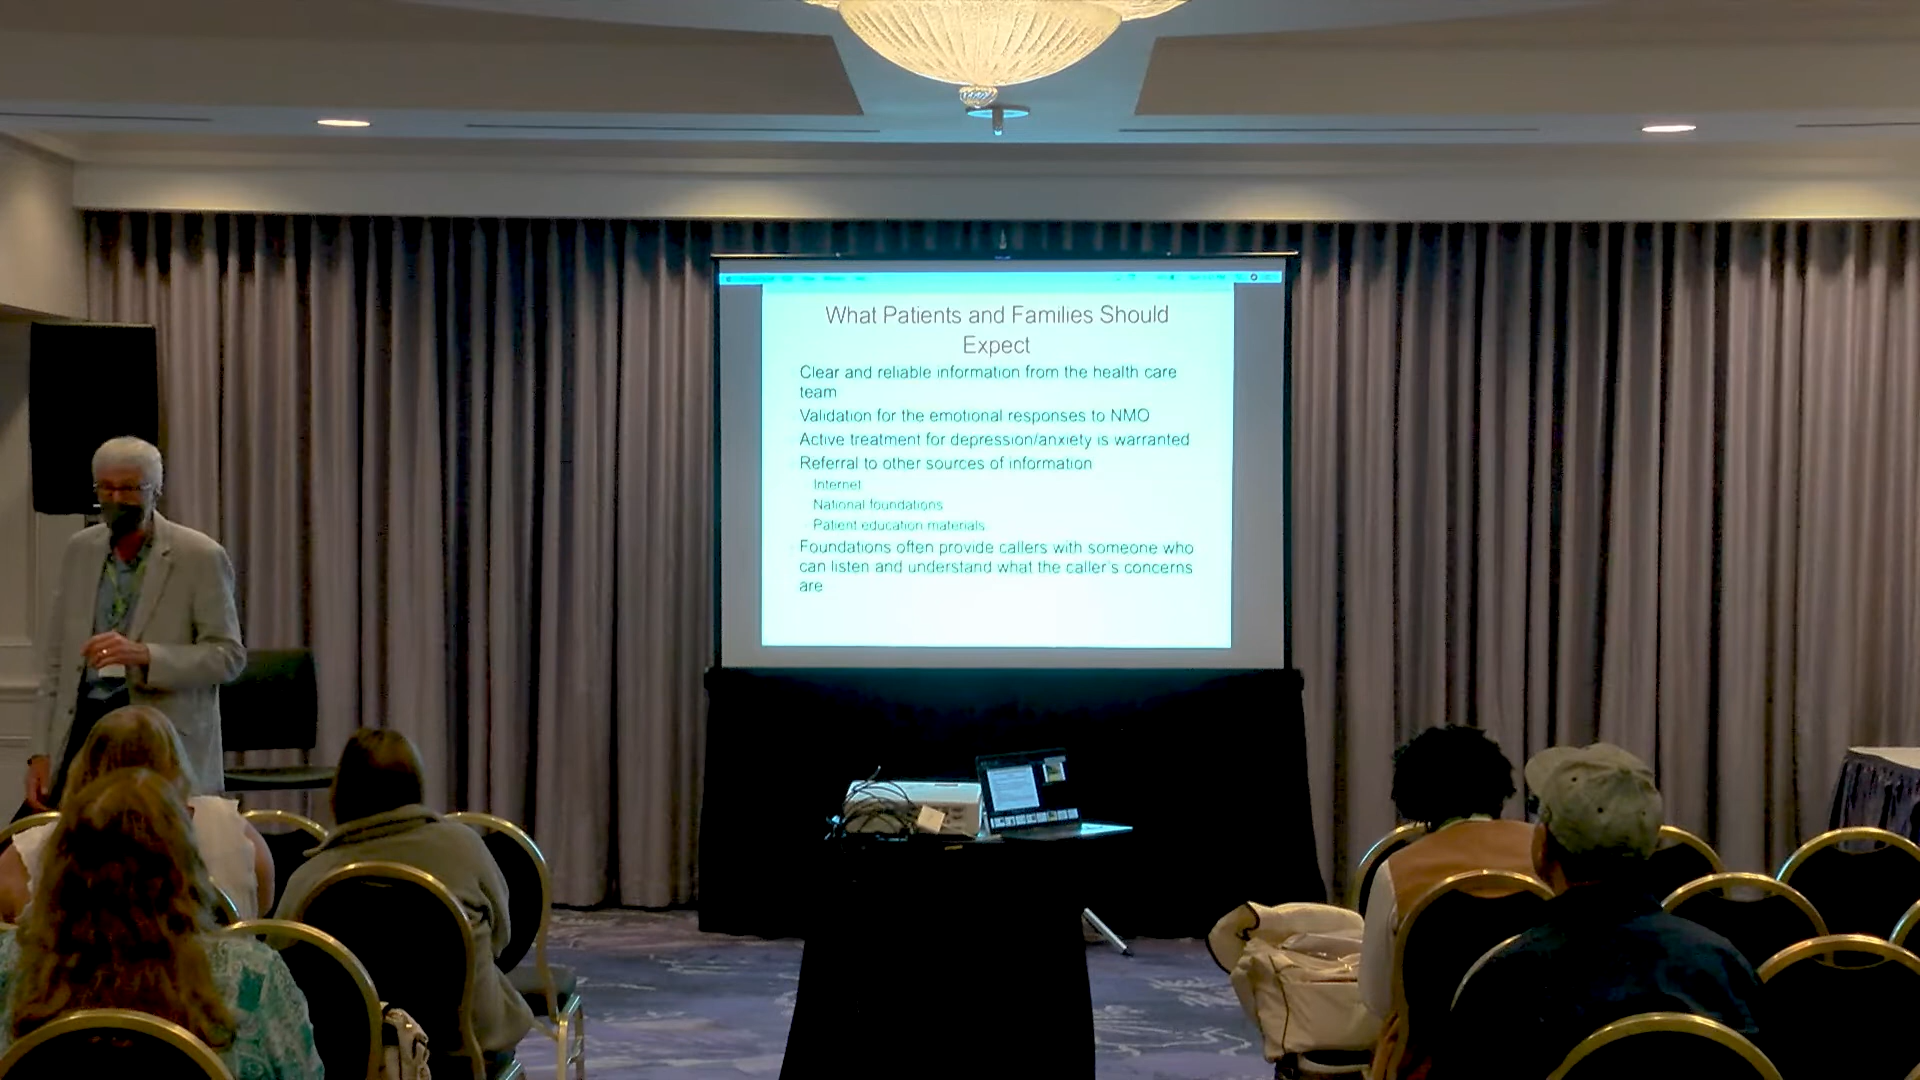 What Patients and Families Should
Expect
Clear and reliable information from the health care
team
Validation for the emotional responses to NMO
Active treatment for depression/anxiety is warranted
Referral to other sources of information
Internet
National foundations
Patient education materials
Foundations often provide callers with someone who
can listen and understand what the caller's concerns
are